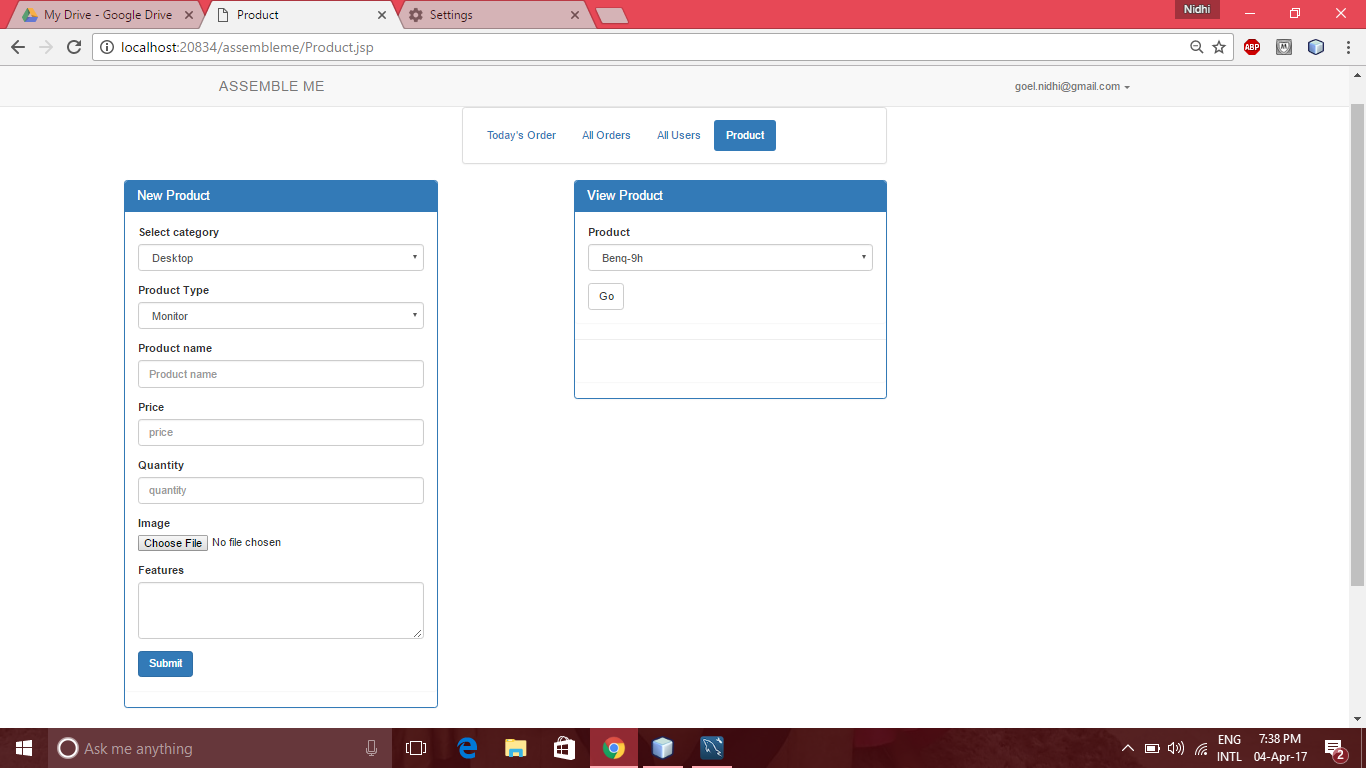 My Drive - Google Drive
Product
Settings
Nidhi
localhost:20834/assembleme/Product.jsp
ABP
ASSEMBLE ME
goel.nidhi@gmail.com
Today's Order
All Orders
All Users
Product
New Product
Select category
Desktop
Product Type
Monitor
Product name
Product name
Price
price
Quantity
quantity
Image
Choose File No file chosen
Features
Submit
View Product
Product
Benq-9h
Go
Ask me anything
ENG
INTL
7:38 PM
04-Apr-17
2